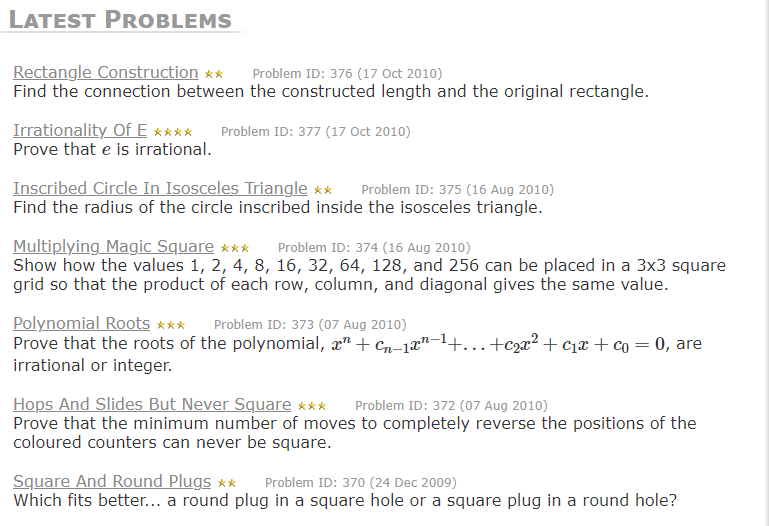 Latest Problems
Rectangle Construction ★★ Problem ID: 376 (17 Oct 2010)
Find the connection between the constructed length and the original rectangle.
Irrationality Of E ★★★★ Problem ID: 377 (17 Oct 2010)
Prove that e is irrational.
Inscribed Circle In Isosceles Triangle ★★ Problem ID: 375 (16 Aug 2010)
Find the radius of the circle inscribed inside the isosceles triangle.
Multiplying Magic Square ★★★ Problem ID: 374 (16 Aug 2010)
Show how the values 1, 2, 4, 8, 16, 32, 64, 128, and 256 can be placed in a 3x3 square
grid so that the product of each row, column, and diagonal gives the same value.
Polynomial Roots ★★★ Problem ID: 373 (07 Aug 2010)
Prove that the roots of the polynomial, xⁿ + cₙ₋₁xⁿ⁻¹+...+c₂x² + c₁x + c₀ = 0, are
irrational or integer.
Hops And Slides But Never Square ★★★ Problem ID: 372 (07 Aug 2010)
Prove that the minimum number of moves to completely reverse the positions of the
coloured counters can never be square.
Square And Round Plugs ★★ Problem ID: 370 (24 Dec 2009)
Which fits better... a round plug in a square hole or a square plug in a round hole?